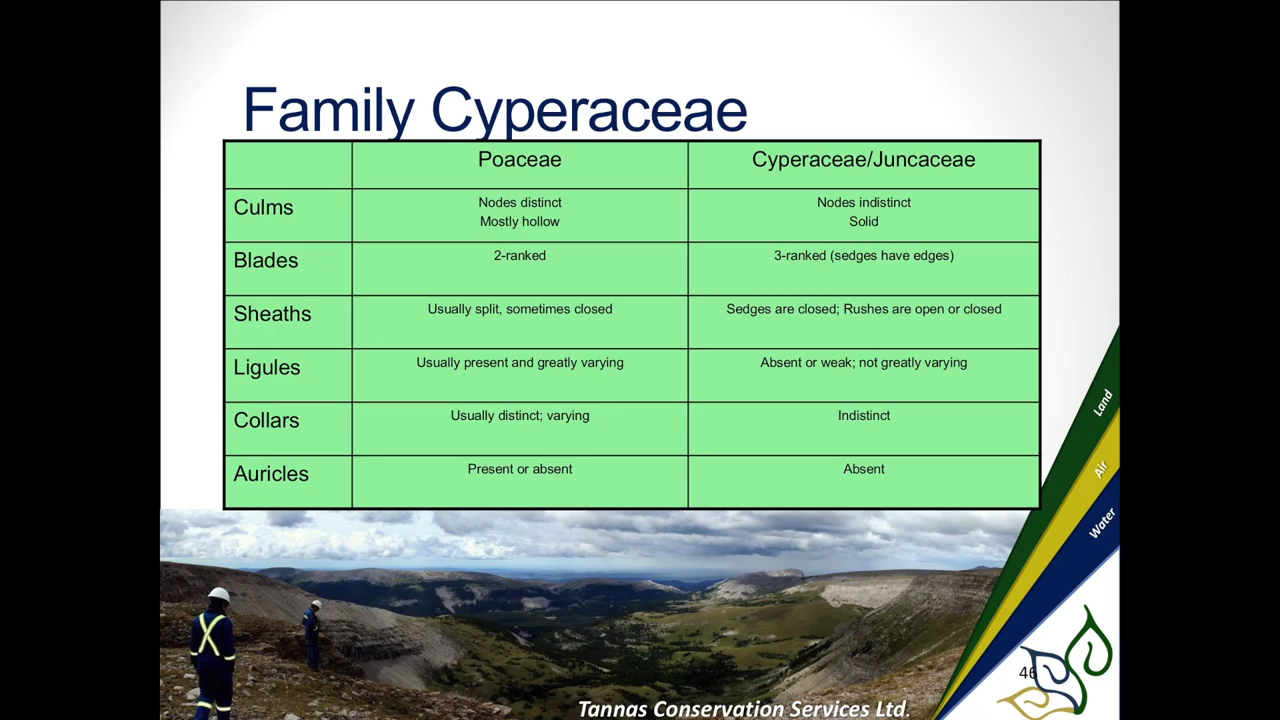 Family Cyperaceae
Poaceae
Cyperaceae/Juncaceae
Culms
Nodes distinct
Mostly hollow
Nodes indistinct
Solid
Blades
2-ranked
3-ranked (sedges have edges)
Sheaths
Usually split, sometimes closed
Sedges are closed; Rushes are open or closed
Ligules
Usually present and greatly varying
Absent or weak; not greatly varying
Collars
Usually distinct; varying
Indistinct
Auricles
Present or absent
Absent
Land
Air
Water
46
Tannas Conservation Services Ltd.